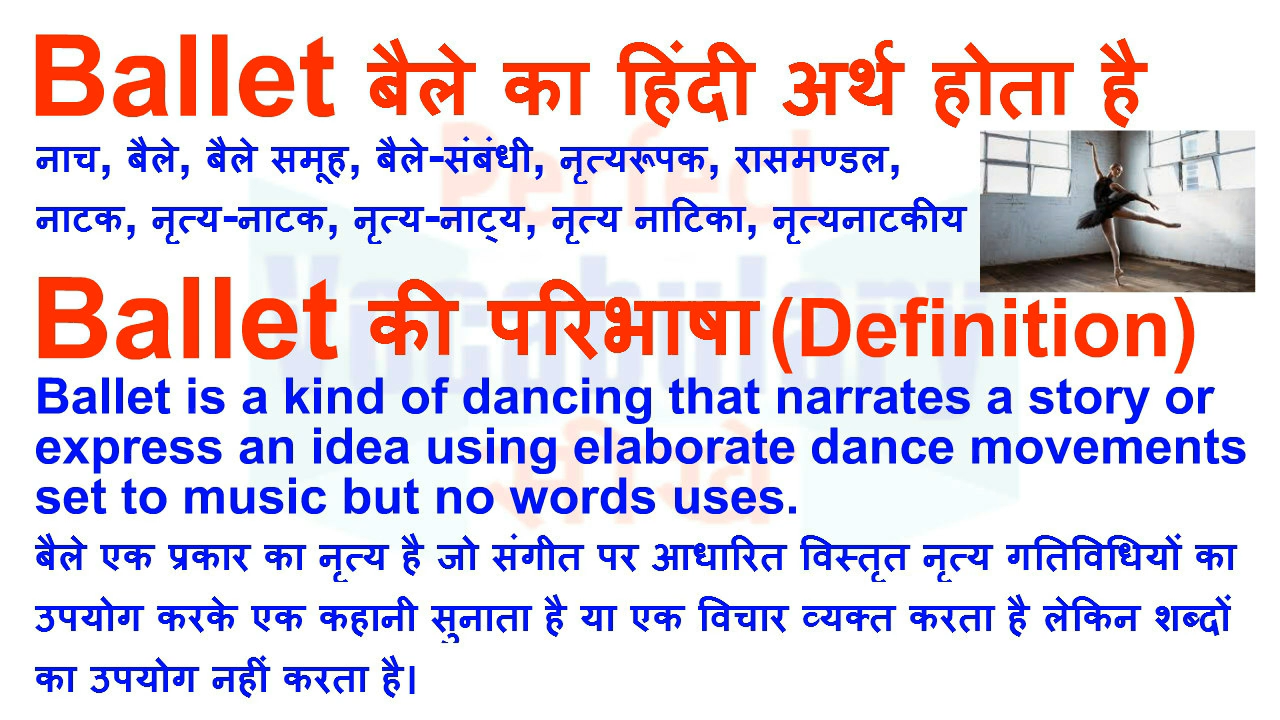 Ballet बैले का हिंदी अर्थ होता है
नाच, बैले, बैले समूह, बैले-संबंधी, नृत्यरूपक, रासमण्डल,
नाटक, नृत्य-नाटक, नृत्य-नाट्य, नृत्य नाटिका, नृत्यनाटकीय
Ballet की परिभाषा (Definition)
Ballet is a kind of dancing that narrates a story or
express an idea using elaborate dance movements
set to music but no words uses.
बैले एक प्रकार का नृत्य है जो संगीत पर आधारित विस्तृत नृत्य गतिविधियों का
उपयोग करके एक कहानी सुनाता है या एक विचार व्यक्त करता है लेकिन शब्दों
का उपयोग नहीं करता है।
Perfect
Vocabulary
सीखे